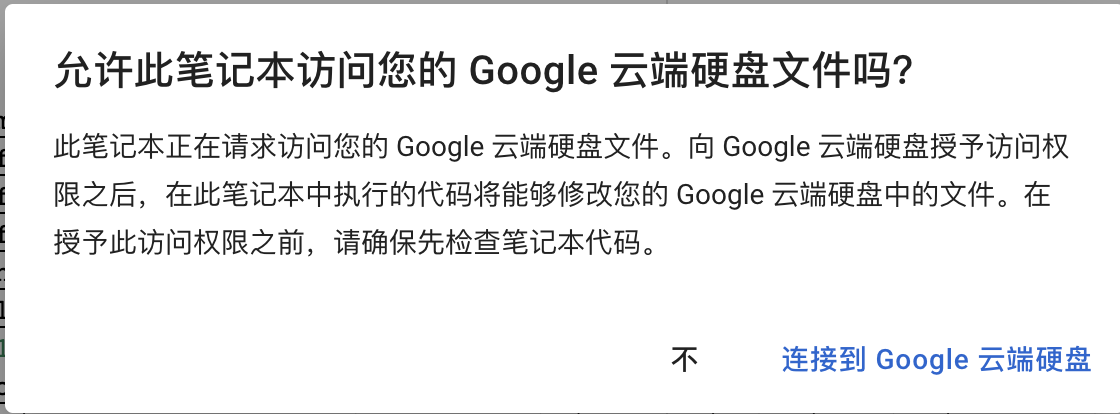 允许此笔记本访问您的 Google 云端硬盘文件吗？
此笔记本正在请求访问您的 Google 云端硬盘文件。向 Google 云端硬盘授予访问权
限之后，在此笔记本中执行的代码将能够修改您的 Google 云端硬盘中的文件。在
授予此访问权限之前，请确保先检查笔记本代码。
不
连接到 Google 云端硬盘